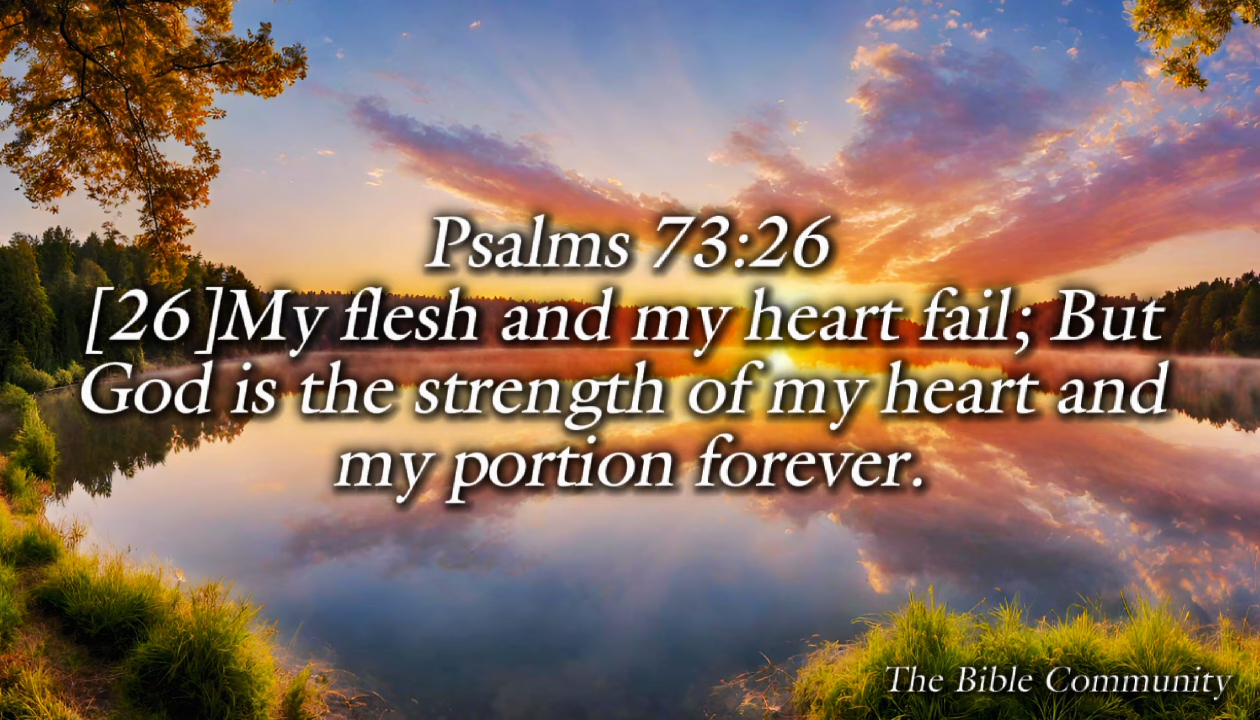 Psalms 73:26
[26]My flesh and my heart fail; But
God is the strength of my heart and
my portion forever.
The Bible Community